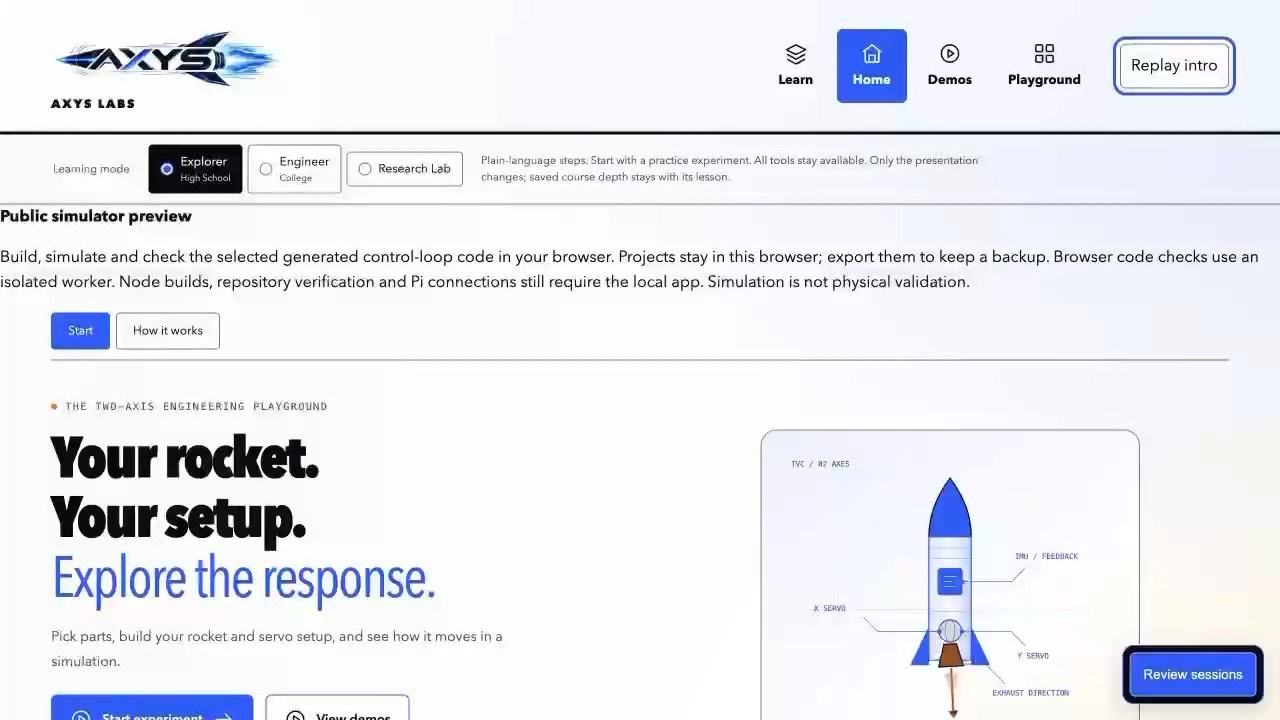 AXYS
AXYS LABS
Learn
Home
Demos
Playground
Replay intro
Learning mode
Explorer
High School
Engineer
College
Research Lab
Plain-language steps. Start with a practice experiment. All tools stay available. Only the presentation
changes; saved course depth stays with its lesson.
Public simulator preview
Build, simulate and check the selected generated control-loop code in your browser. Projects stay in this browser; export them to keep a backup. Browser code checks use an
isolated worker. Node builds, repository verification and Pi connections still require the local app. Simulation is not physical validation.
Start
How it works
THE TWO-AXIS ENGINEERING PLAYGROUND
Your rocket.
Your setup.
Explore the response.
Pick parts, build your rocket and servo setup, and see how it moves in a
simulation.
Start experiment
View demos
TVC / 02 AXES
IMU / FEEDBACK
X SERVO
Y SERVO
EXHAUST DIRECTION
Review sessions